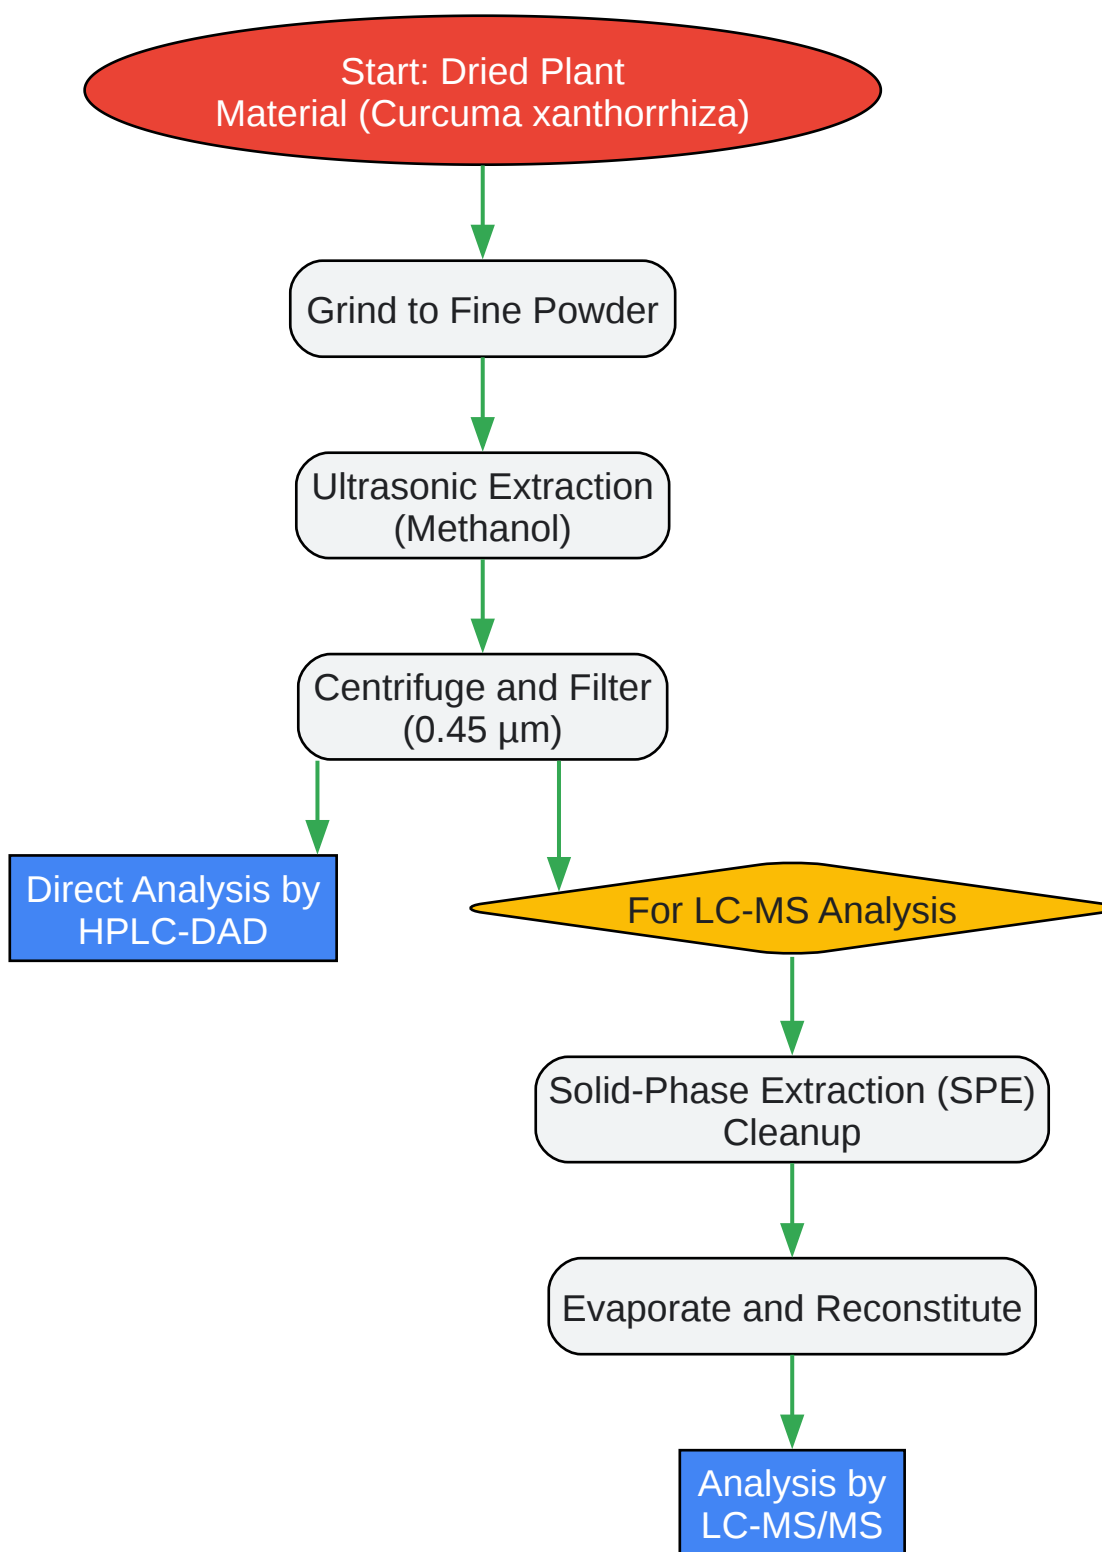 Start: Dried Plant
Material (Curcuma xanthorrhiza)
Grind to Fine Powder
Ultrasonic Extraction
(Methanol)
Centrifuge and Filter
(0.45 µm)
Direct Analysis by
HPLC-DAD
For LC-MS Analysis
Solid-Phase Extraction (SPE)
Cleanup
Evaporate and Reconstitute
Analysis by
LC-MS/MS